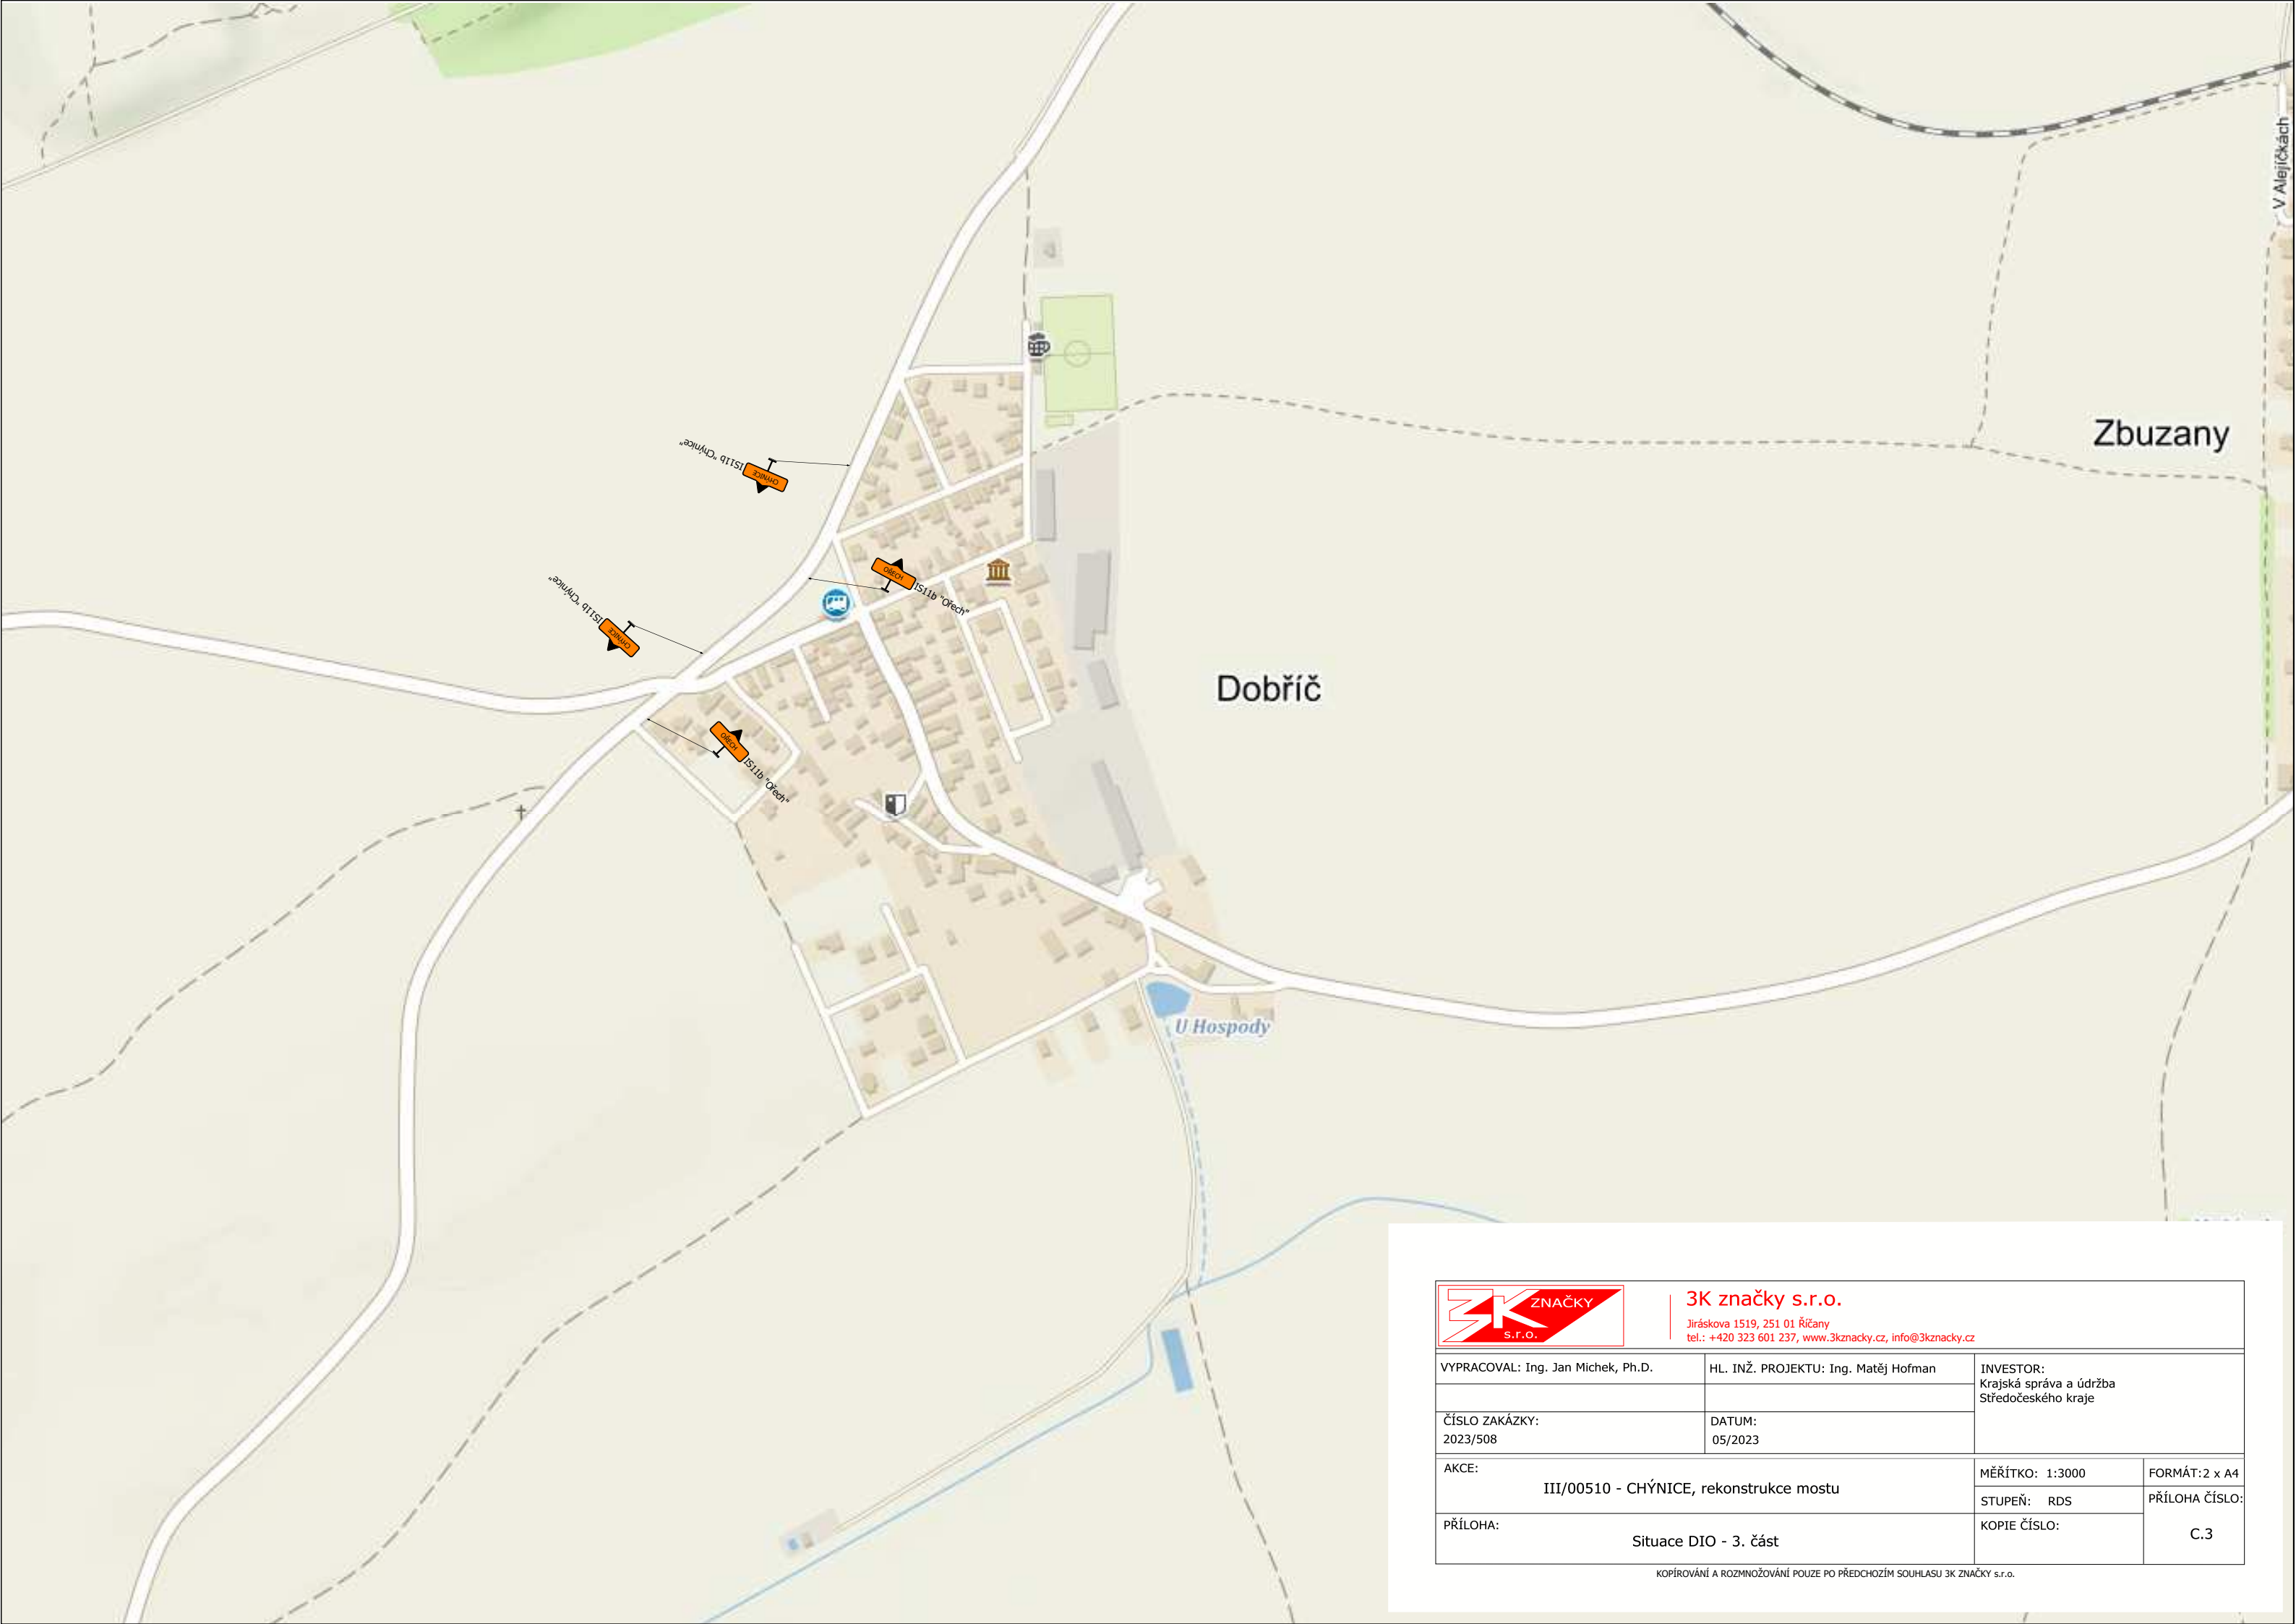 V Alejíčkách
Zbuzany
IS11b "Chýnice"
CHÝNICE
OŘECH
IS11b "Ořech"
IS11b "Chýnice"
CHÝNICE
Dobříč
OŘECH
IS11b "Ořech"
U Hospody
3K ZNAČKY
s.r.o.
3K značky s.r.o.
Jiráskova 1519, 251 01 Říčany
tel.: +420 323 601 237, www.3kznacky.cz, info@3kznacky.cz
VYPRACOVAL: Ing. Jan Michek, Ph.D.
HL. INŽ. PROJEKTU: Ing. Matěj Hofman
INVESTOR:
Krajská správa a údržba
Středočeského kraje
ČÍSLO ZAKÁZKY:
2023/508
DATUM:
05/2023
AKCE:
III/00510 - CHÝNICE, rekonstrukce mostu
MĚŘÍTKO: 1:3000
FORMÁT:2 x A4
STUPEŇ: RDS
PŘÍLOHA ČÍSLO:
C.3
PŘÍLOHA:
Situace DIO - 3. část
KOPIE ČÍSLO:
KOPÍROVÁNÍ A ROZMNOŽOVÁNÍ POUZE PO PŘEDCHOZÍM SOUHLASU 3K ZNAČKY s.r.o.